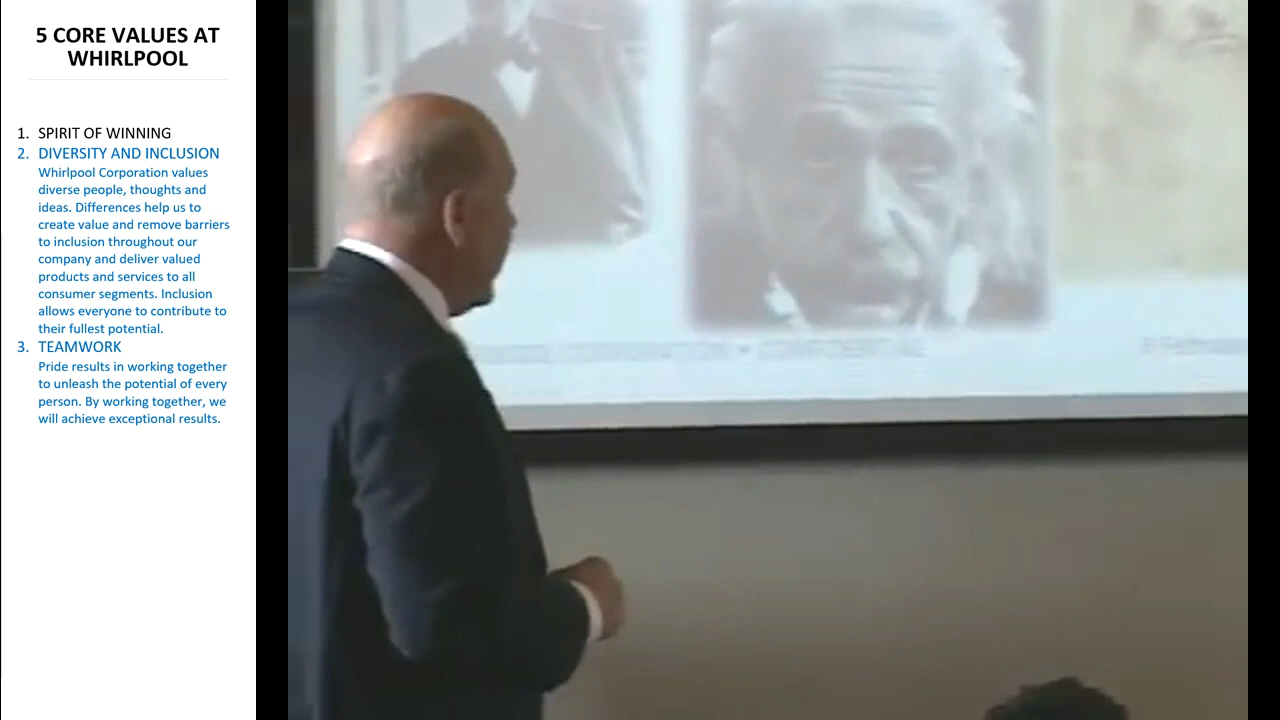 5 CORE VALUES AT
WHIRLPOOL
1. SPIRIT OF WINNING
2. DIVERSITY AND INCLUSION
Whirlpool Corporation values
diverse people, thoughts and
ideas. Differences help us to
create value and remove barriers
to inclusion throughout our
company and deliver valued
products and services to all
consumer segments. Inclusion
allows everyone to contribute to
their fullest potential.
3. TEAMWORK
Pride results in working together
to unleash the potential of every
person. By working together, we
will achieve exceptional results.